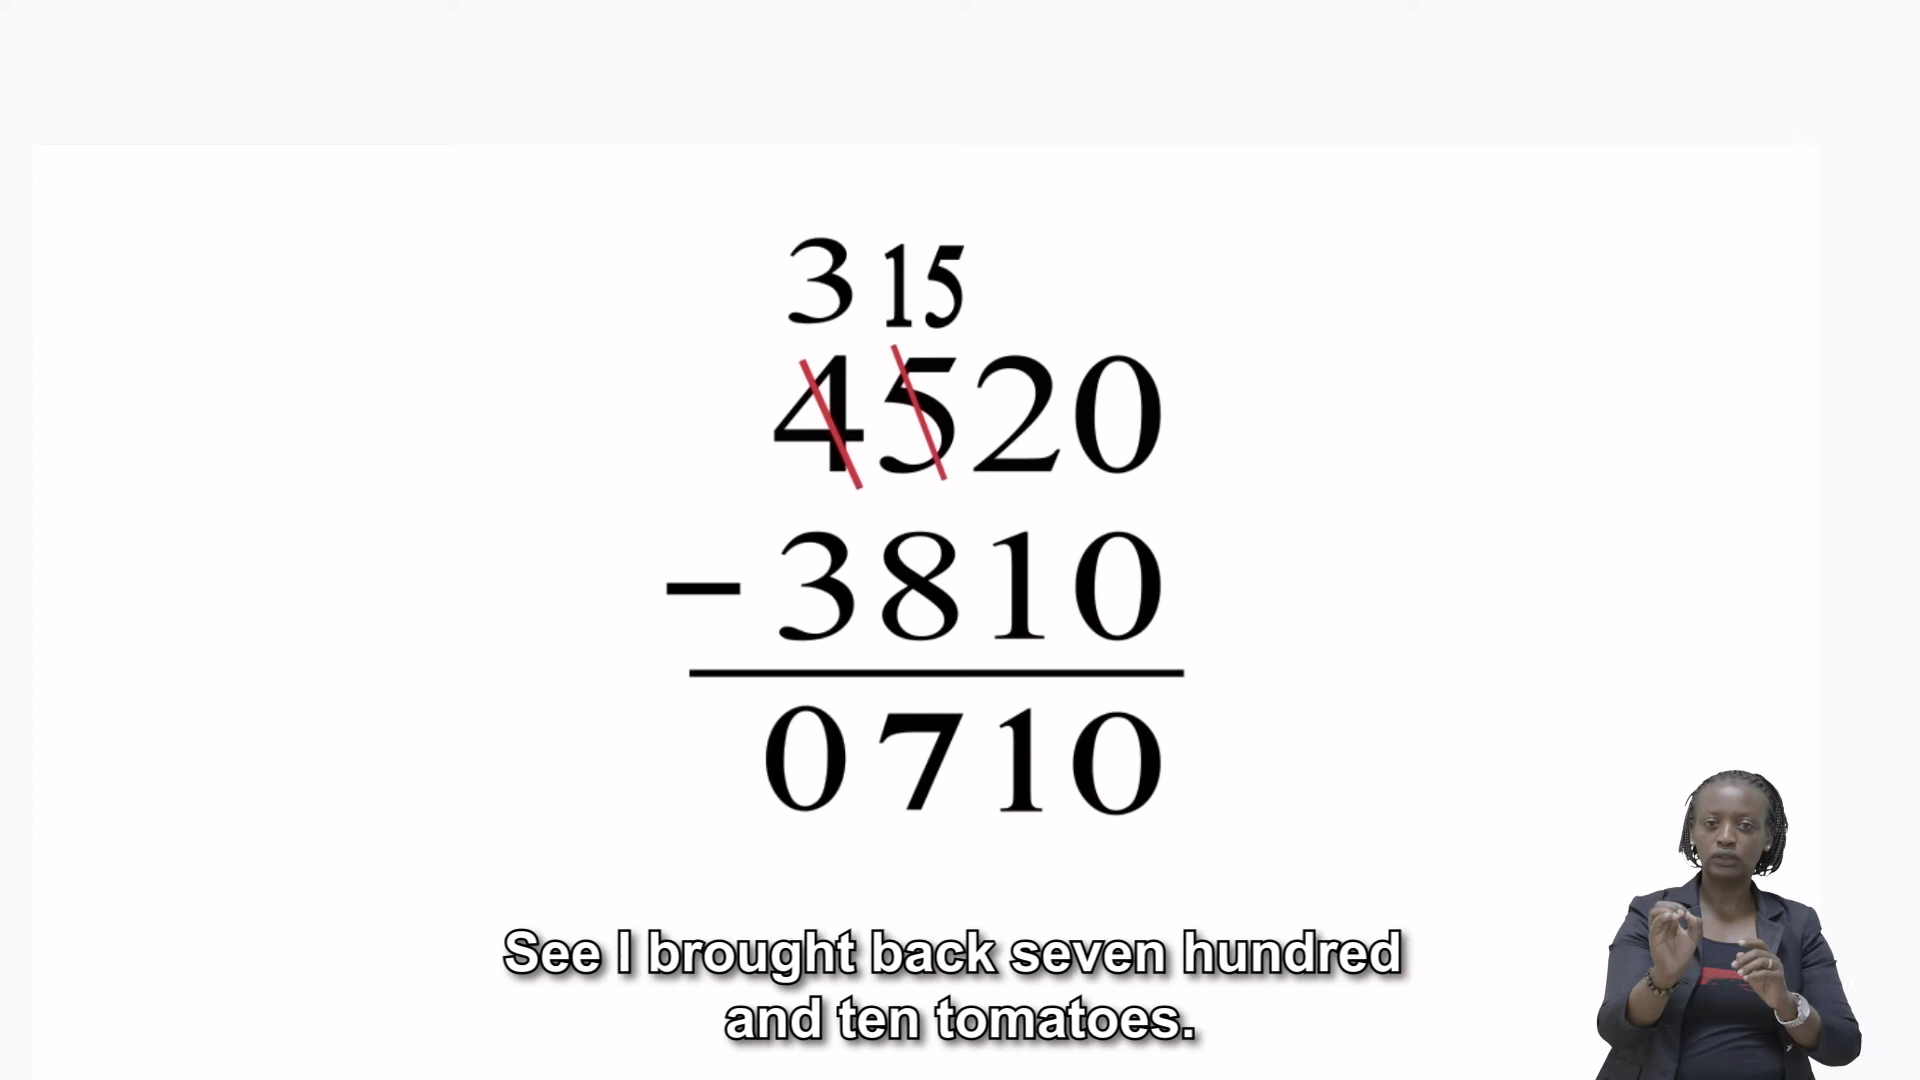 3 15
4520
- 3810
0710
See I brought back seven hundred
and ten tomatoes.